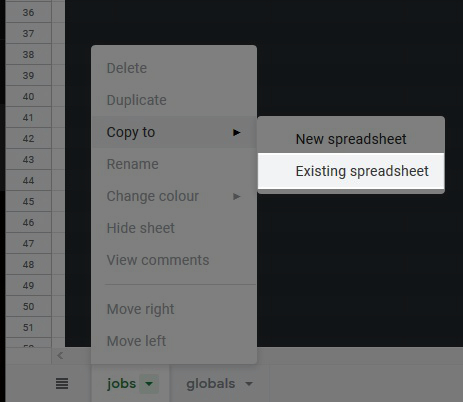 36
37
38
39
40
41
42
43
44
45
46
47
48
49
50
51
Delete
Duplicate
Copy to
Rename
Change colour
Hide sheet
View comments
Move right
Move left
New spreadsheet
Existing spreadsheet
jobs
globals